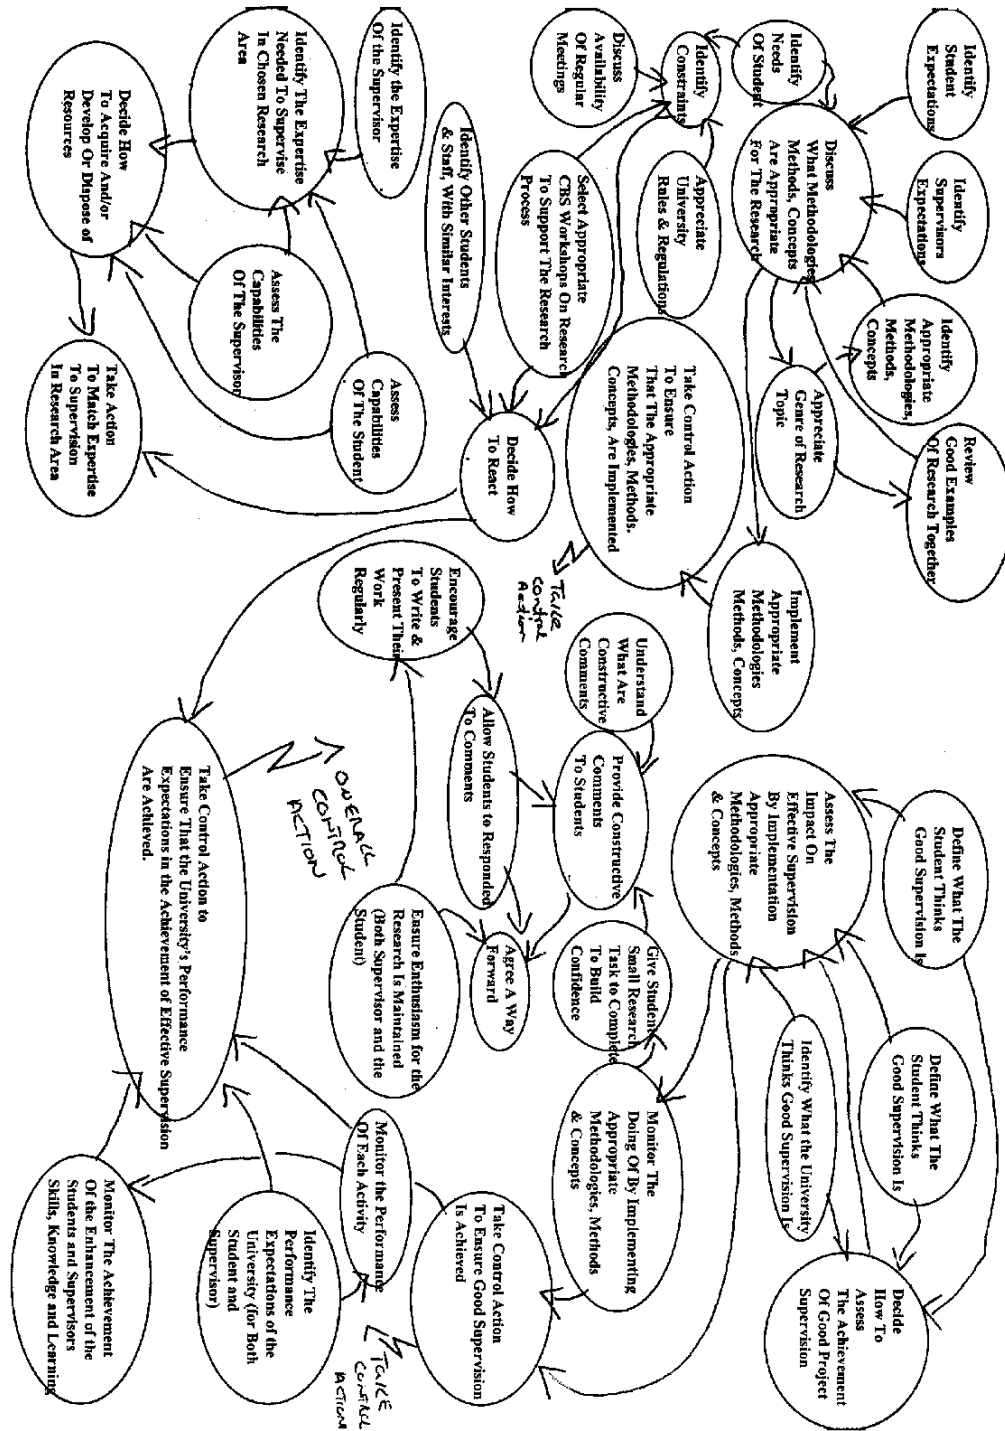 Identify
Student
Expectations
Identify
Supervisors
Expectations
Identify
Appropriate
Methodologies,
Methods,
Concepts
Review
Good Examples
Of Research Together
Identify
Needs
Of Student
Discuss
What Methodologies
Methods, Concepts
Are Appropriate
For The Research
Appreciate
Genre of Research
Topic
Identify
Constraints
Discuss
Availability
Of Regular
Meetings
Appreciate
University
Rules & Regulations
Select Appropriate
CBS Workshops On Research
To Support The Research
Process
Identify Other Students
& Staff, With Similar Interests
Take Control Action
To Ensure
That The Appropriate
Methodologies, Methods.
Concepts, Are Implemented
Implement
Appropriate
Methodologies
Methods, Concepts
TAKE
CONTROL
ACTION
Decide How
To React
Identify the Expertise
Of the Supervisor
Identify The Expertise
Needed To Supervise
In Chosen Research
Area
Assess The
Capabilities
Of The Supervisor
Assess
Capabilities
Of The Student
Decide How
To Acquire And/or
Develop Or Dispose of
Resources
Take Action
To Match Expertise
To Supervision
In Research Area
Define What The
Student Thinks
Good Supervision Is
Define What The
Student Thinks
Good Supervision Is
Identify What the University
Thinks Good Supervision Is
Decide
How To
Assess
The Achievement
Of Good Project
Supervision
Assess The
Impact On
Effective Supervision
By Implementation
Appropriate
Methodologies, Methods
& Concepts
Understand
What Are
Constructive
Comments
Provide Constructive
Comments
To Students
Give Student
Small Research
Task to Complete
To Build
Confidence
Monitor The
Doing Of By Implementing
Appropriate
Methodologies, Methods
& Concepts
Encourage
Students
To Write &
Present Their
Work
Regularly
Allow Students to Responded
To Comments
Agree A Way
Forward
Ensure Enthusiasm for the
Research Is Maintained
(Both Supervisor and the
Student)
Take Control Action
To Ensure Good Supervision
Is Achieved
TAKE
CONTROL
ACTION
Monitor the Performance
Of Each Activity
OVERALL
CONTROL
ACTION
Take Control Action to
Ensure That the University's Performance
Expectations in the Achievement of Effective Supervision
Are Achieved.
Identify The
Performance
Expectations of the
University (for Both
Student and
Supervisor)
Monitor The Achievement
Of the Enhancement of the
Students and Supervisors
Skills, Knowledge and Learning